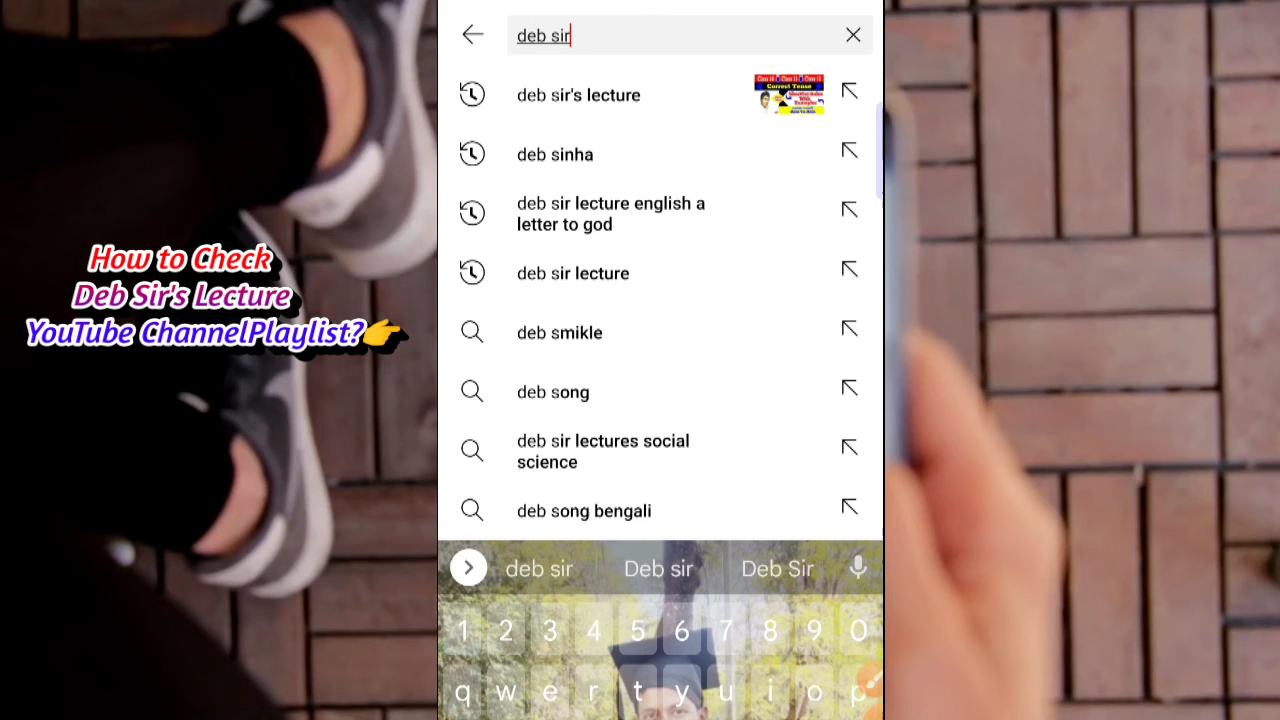 How to Check
Deb Sir's Lecture
YouTube ChannelPlaylist?👉
deb sir
deb sir's lecture
Correct Tense
deb sinha
deb sir lecture english a
letter to god
deb sir lecture
deb smikle
deb song
deb sir lectures social
science
deb song bengali
deb sir Deb sir Deb Sir
1 2 3 4 5 6 7 8 9 0
q w e r t y u i o p